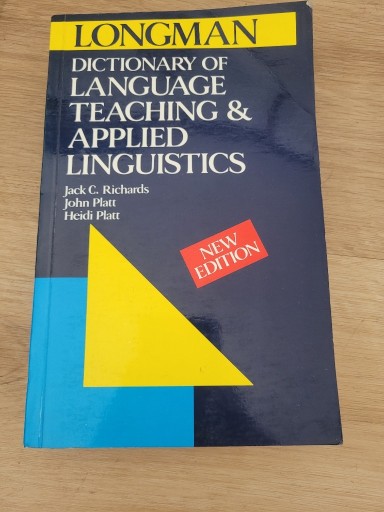 LONGMAN
DICTIONARY OF
LANGUAGE
TEACHING &
APPLIED
LINGUISTICS
Jack C. Richards
John Platt
Heidi Platt
NEW
EDITION